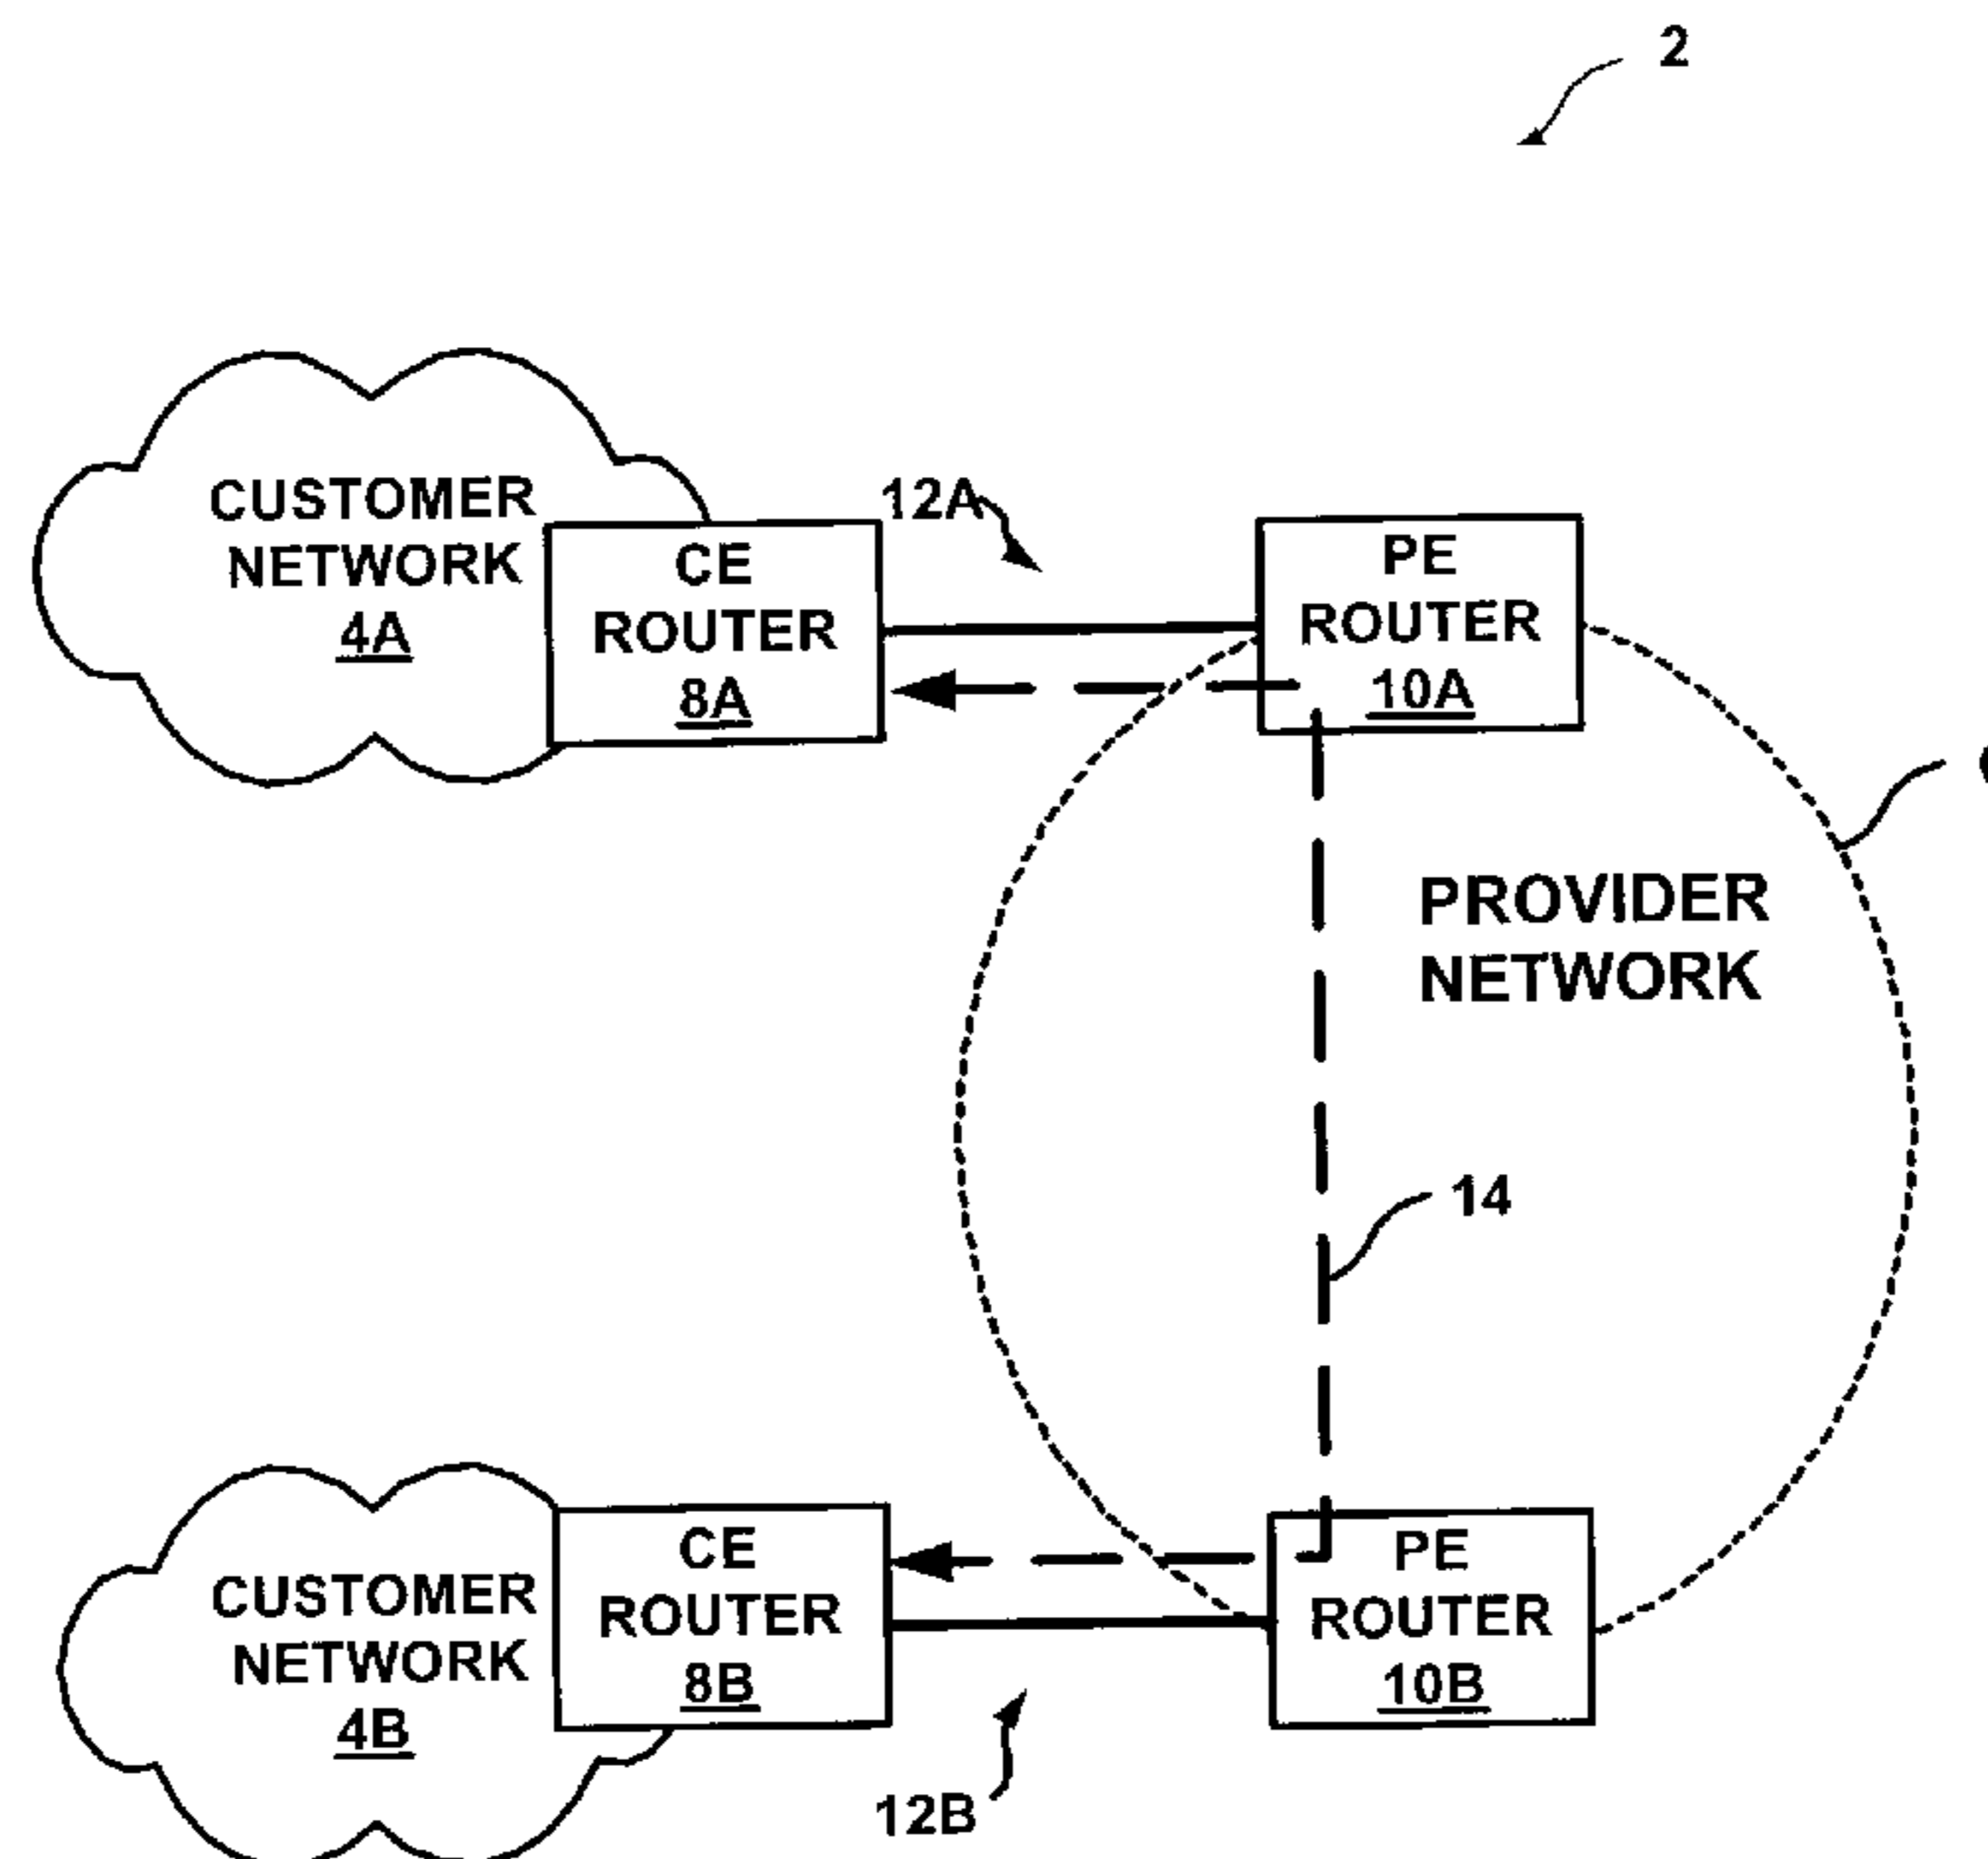 2
CUSTOMER
NETWORK
4A
CE
ROUTER
8A
12A
PE
ROUTER
10A
PROVIDER
NETWORK
14
CUSTOMER
NETWORK
4B
CE
ROUTER
8B
12B
PE
ROUTER
10B